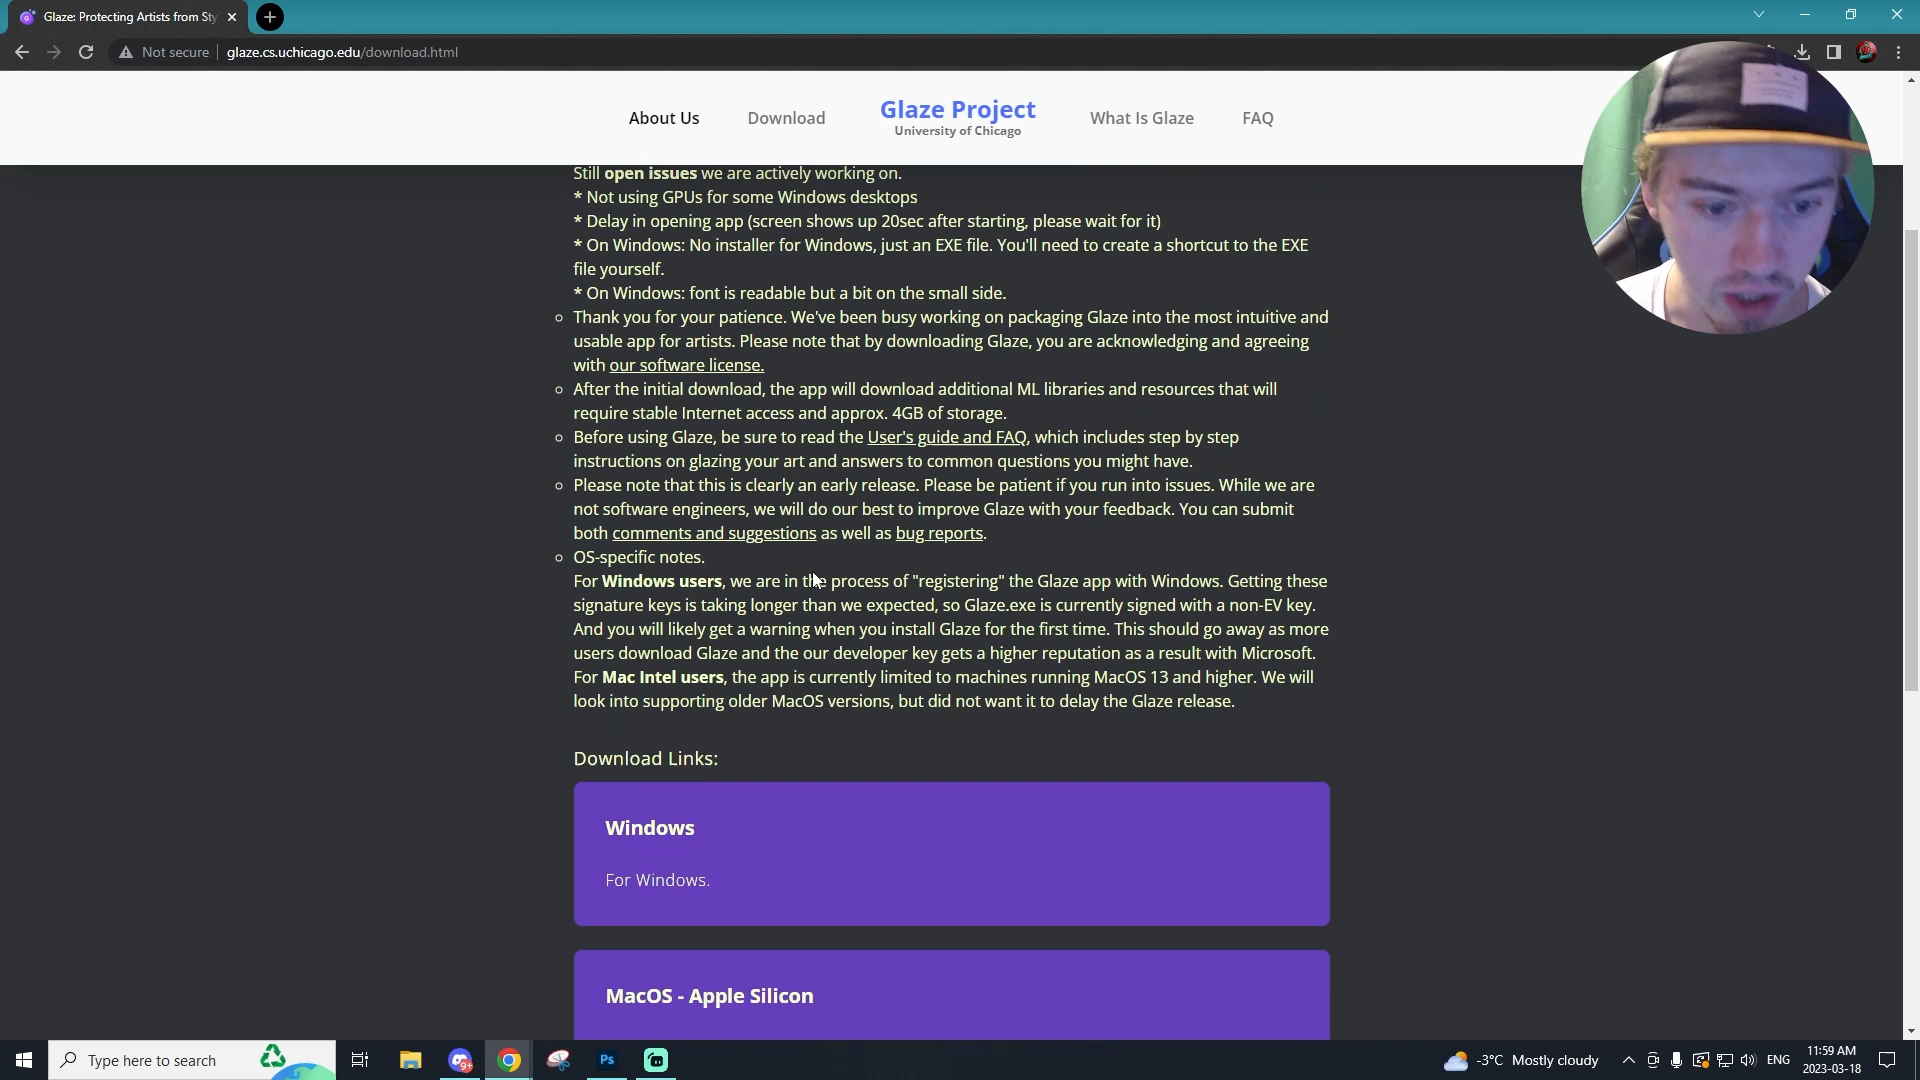 Glaze: Protecting Artists from Sty
Not secure
glaze.cs.uchicago.edu/download.html
About Us
Download
Glaze Project
University of Chicago
What Is Glaze
FAQ
Still open issues we are actively working on.
* Not using GPUs for some Windows desktops
* Delay in opening app (screen shows up 20sec after starting, please wait for it)
* On Windows: No installer for Windows, just an EXE file. You'll need to create a shortcut to the EXE
file yourself.
* On Windows: font is readable but a bit on the small side.
Thank you for your patience. We've been busy working on packaging Glaze into the most intuitive and
usable app for artists. Please note that by downloading Glaze, you are acknowledging and agreeing
with our software license.
After the initial download, the app will download additional ML libraries and resources that will
require stable Internet access and approx. 4GB of storage.
Before using Glaze, be sure to read the User's guide and FAQ, which includes step by step
instructions on glazing your art and answers to common questions you might have.
Please note that this is clearly an early release. Please be patient if you run into issues. While we are
not software engineers, we will do our best to improve Glaze with your feedback. You can submit
both comments and suggestions as well as bug reports.
OS-specific notes.
For Windows users, we are in the process of "registering" the Glaze app with Windows. Getting these
signature keys is taking longer than we expected, so Glaze.exe is currently signed with a non-EV key.
And you will likely get a warning when you install Glaze for the first time. This should go away as more
users download Glaze and the our developer key gets a higher reputation as a result with Microsoft.
For Mac Intel users, the app is currently limited to machines running MacOS 13 and higher. We will
look into supporting older MacOS versions, but did not want it to delay the Glaze release.
Download Links:
Windows
For Windows.
MacOS - Apple Silicon
Type here to search
9+
Ps
-3°C Mostly cloudy
ENG
11:59 AM
2023-03-18